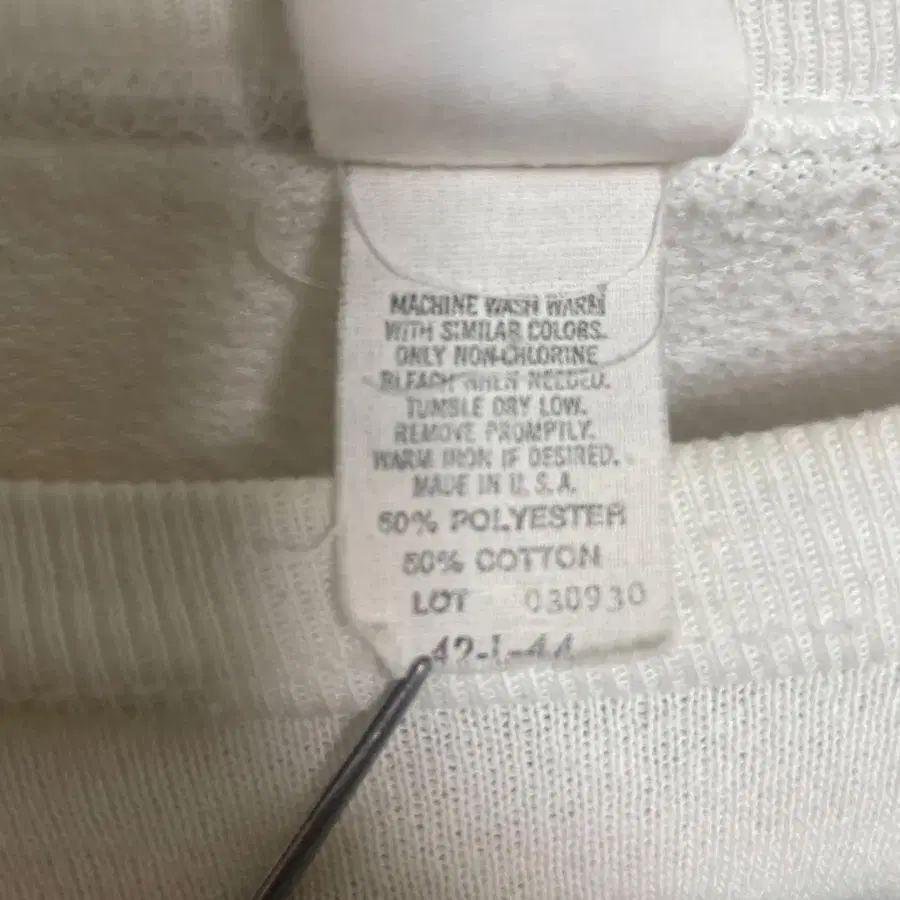 MACHINE WASH WARM
WITH SIMILAR COLORS.
ONLY NON-CHLORINE
BLEACH WHEN NEEDED.
TUMBLE DRY LOW.
REMOVE PROMPTLY.
WARM IRON IF DESIRED.
MADE IN U.S.A.
50% POLYESTER
50% COTTON
LOT 030930
42-L-44